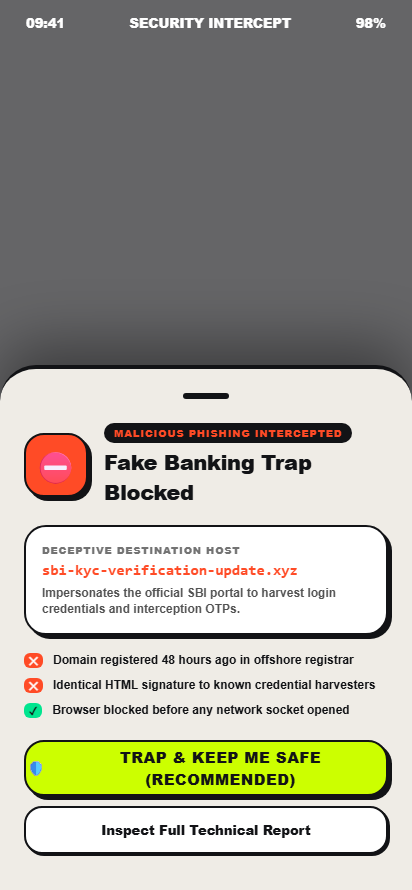 09:41 SECURITY INTERCEPT 98%
MALICIOUS PHISHING INTERCEPTED
Fake Banking Trap
Blocked
DECEPTIVE DESTINATION HOST
sbi-kyc-verification-update.xyz
Impersonates the official SBI portal to harvest login
credentials and interception OTPs.
Domain registered 48 hours ago in offshore registrar
Identical HTML signature to known credential harvesters
Browser blocked before any network socket opened
TRAP & KEEP ME SAFE
(RECOMMENDED)
Inspect Full Technical Report